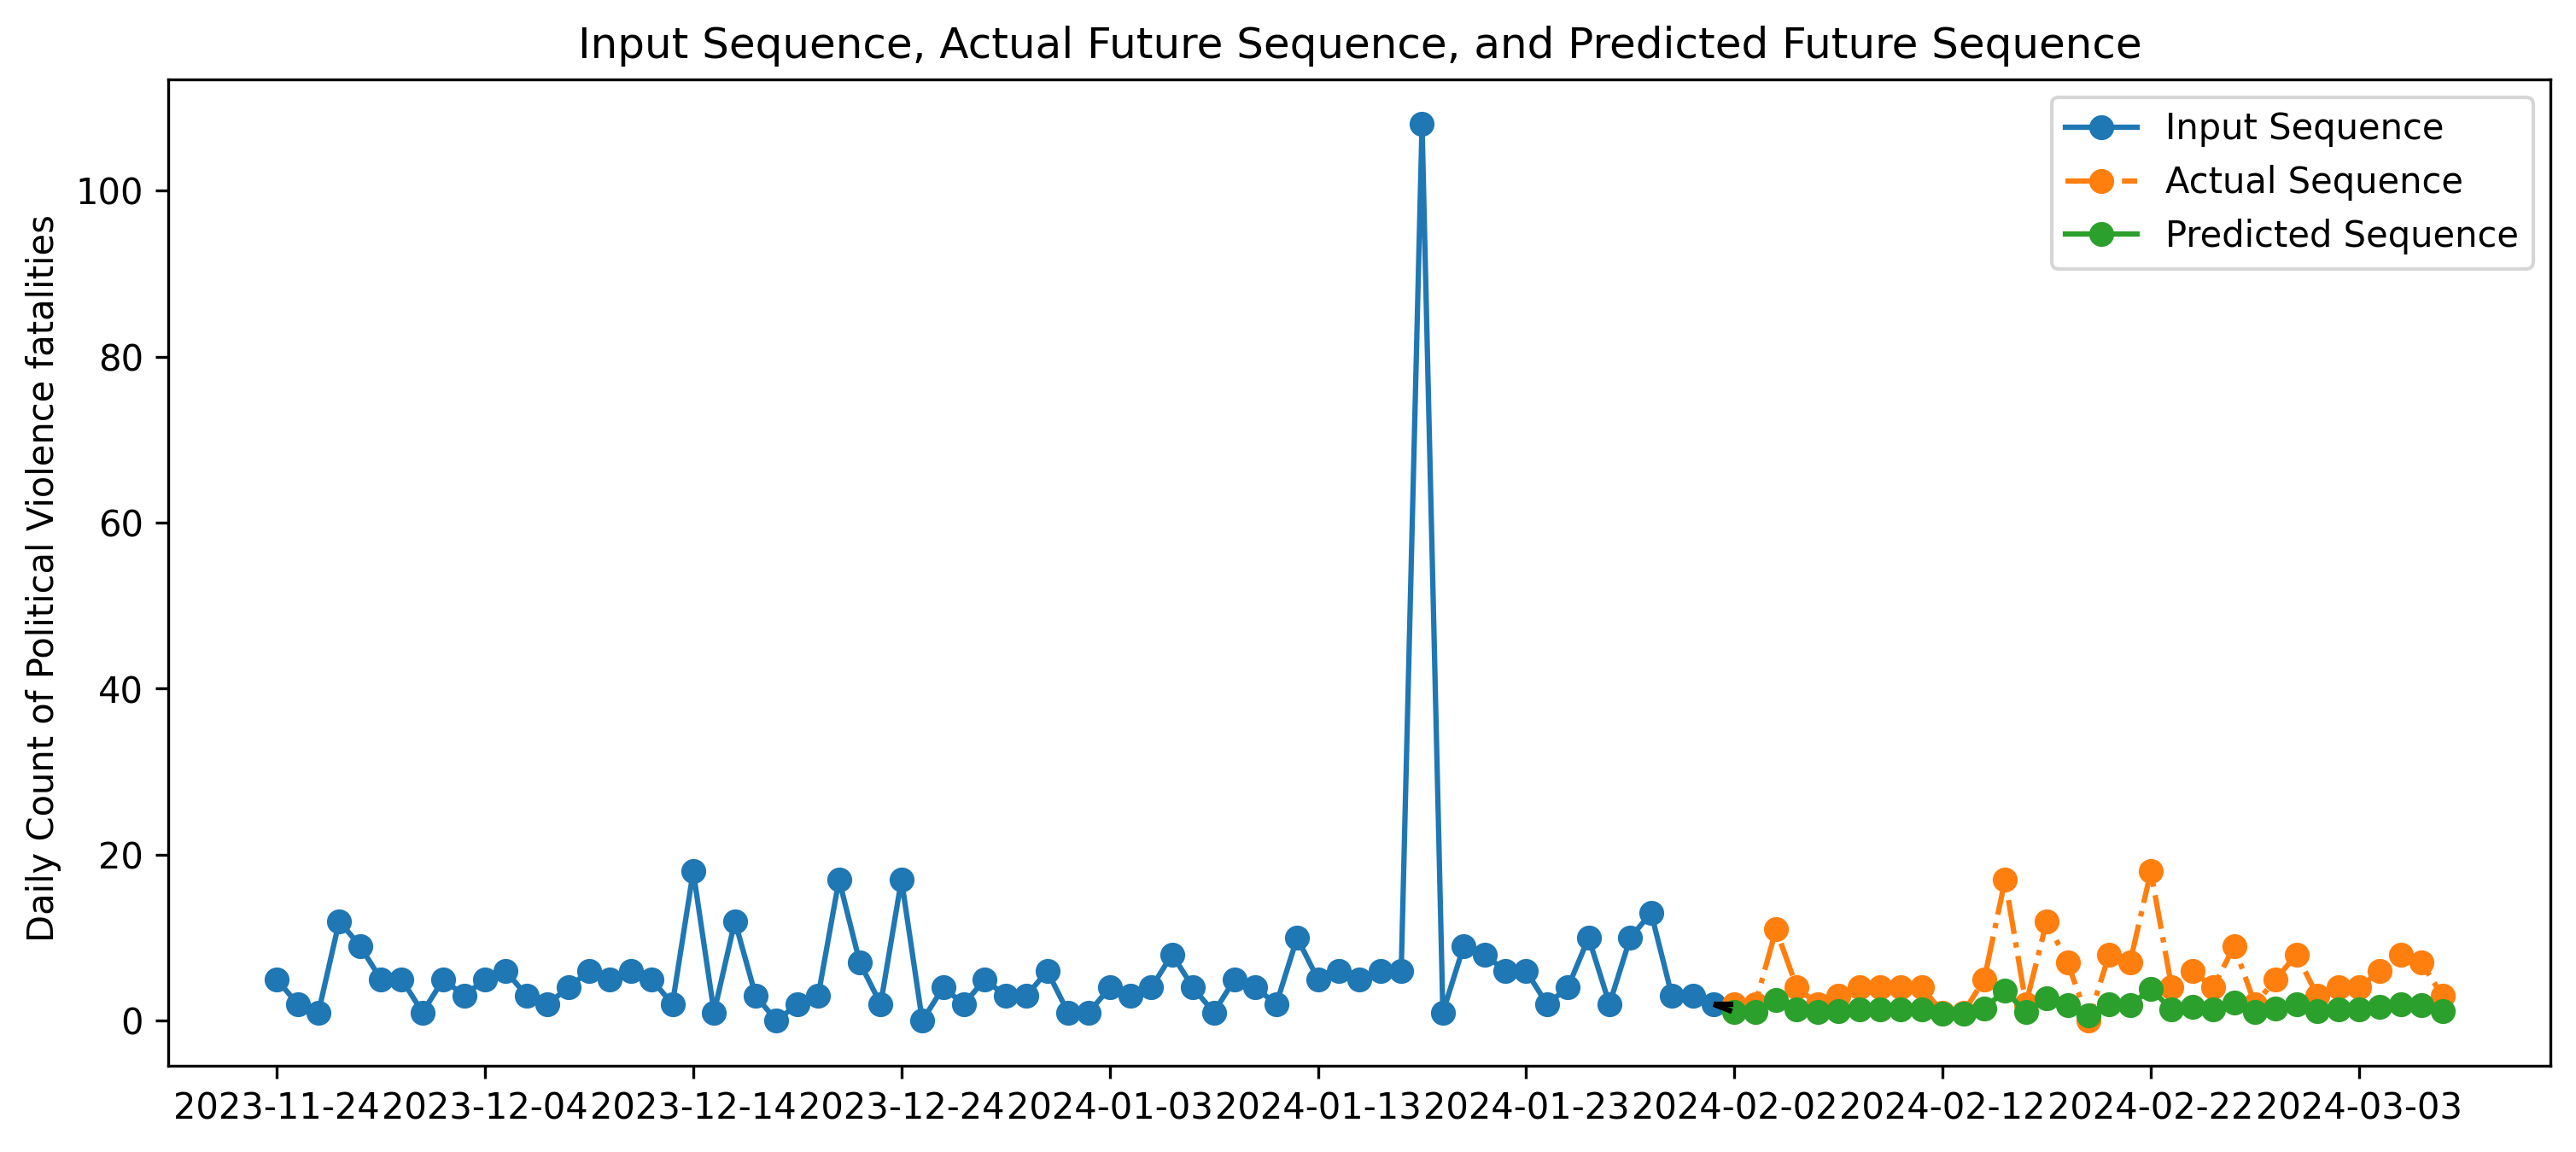 Input Sequence, Actual Future Sequence, and Predicted Future Sequence
Input Sequence
Actual Sequence
Predicted Sequence
Daily Count of Political Violence fatalities
100
80
60
40
20
0
2023-11-24 2023-12-04 2023-12-14 2023-12-24 2024-01-03 2024-01-13 2024-01-23 2024-02-02 2024-02-12 2024-02-22 2024-03-03